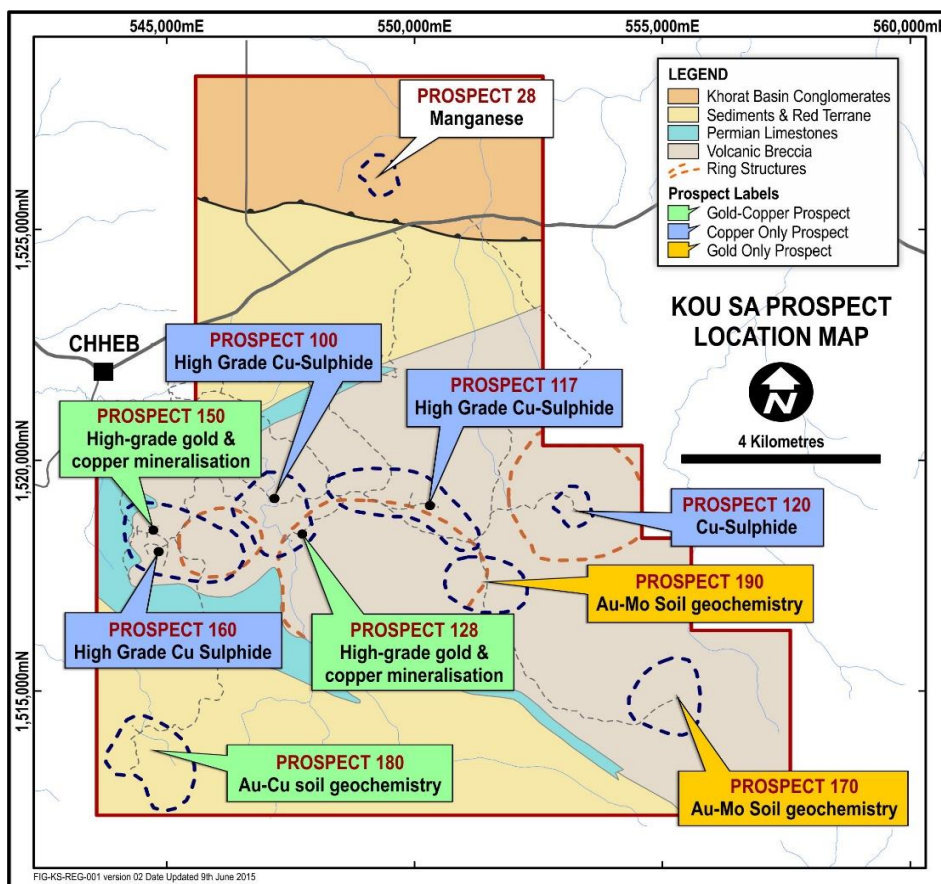 545,000mE
550,000mE
555,000mE
560,000mE
1,525,000mN
1,520,000mN
1,515,000mN
LEGEND
Khorat Basin Conglomerates
Sediments & Red Terrane
Permian Limestones
Volcanic Breccia
Ring Structures
Prospect Labels
Gold-Copper Prospect
Copper Only Prospect
Gold Only Prospect
KOU SA PROSPECT
LOCATION MAP
N
4 Kilometres
PROSPECT 28
Manganese
CHHEB
PROSPECT 100
High Grade Cu-Sulphide
PROSPECT 117
High Grade Cu-Sulphide
PROSPECT 150
High-grade gold &
copper mineralisation
PROSPECT 120
Cu-Sulphide
PROSPECT 190
Au-Mo Soil geochemistry
PROSPECT 160
High Grade Cu Sulphide
PROSPECT 128
High-grade gold &
copper mineralisation
PROSPECT 180
Au-Cu soil geochemistry
PROSPECT 170
Au-Mo Soil geochemistry
FIG-KS-REG-001 version 02 Date Updated 9th June 2015